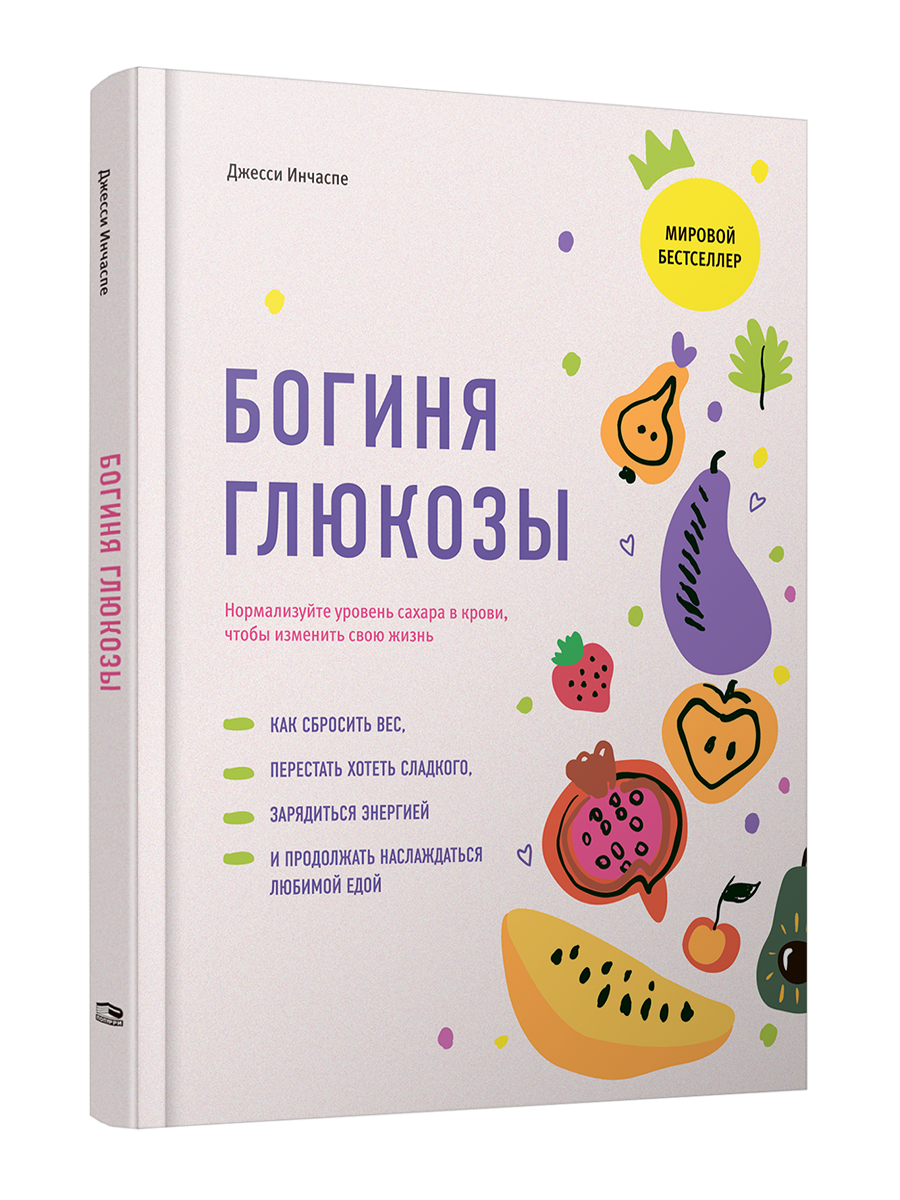 Джесси Инчаспе
МИРОВОЙ
БЕСТСЕЛЛЕР
БОГИНЯ
ГЛЮКОЗЫ
Нормализуйте уровень сахара в крови,
чтобы изменить свою жизнь
КАК СБРОСИТЬ ВЕС,
ПЕРЕСТАТЬ ХОТЕТЬ СЛАДКОГО,
ЗАРЯДИТЬСЯ ЭНЕРГИЕЙ
И ПРОДОЛЖАТЬ НАСЛАЖДАТЬСЯ
ЛЮБИМОЙ ЕДОЙ
Джесси Инчаспе
БОГИНЯ ГЛЮКОЗЫ
ПОПУРРИ